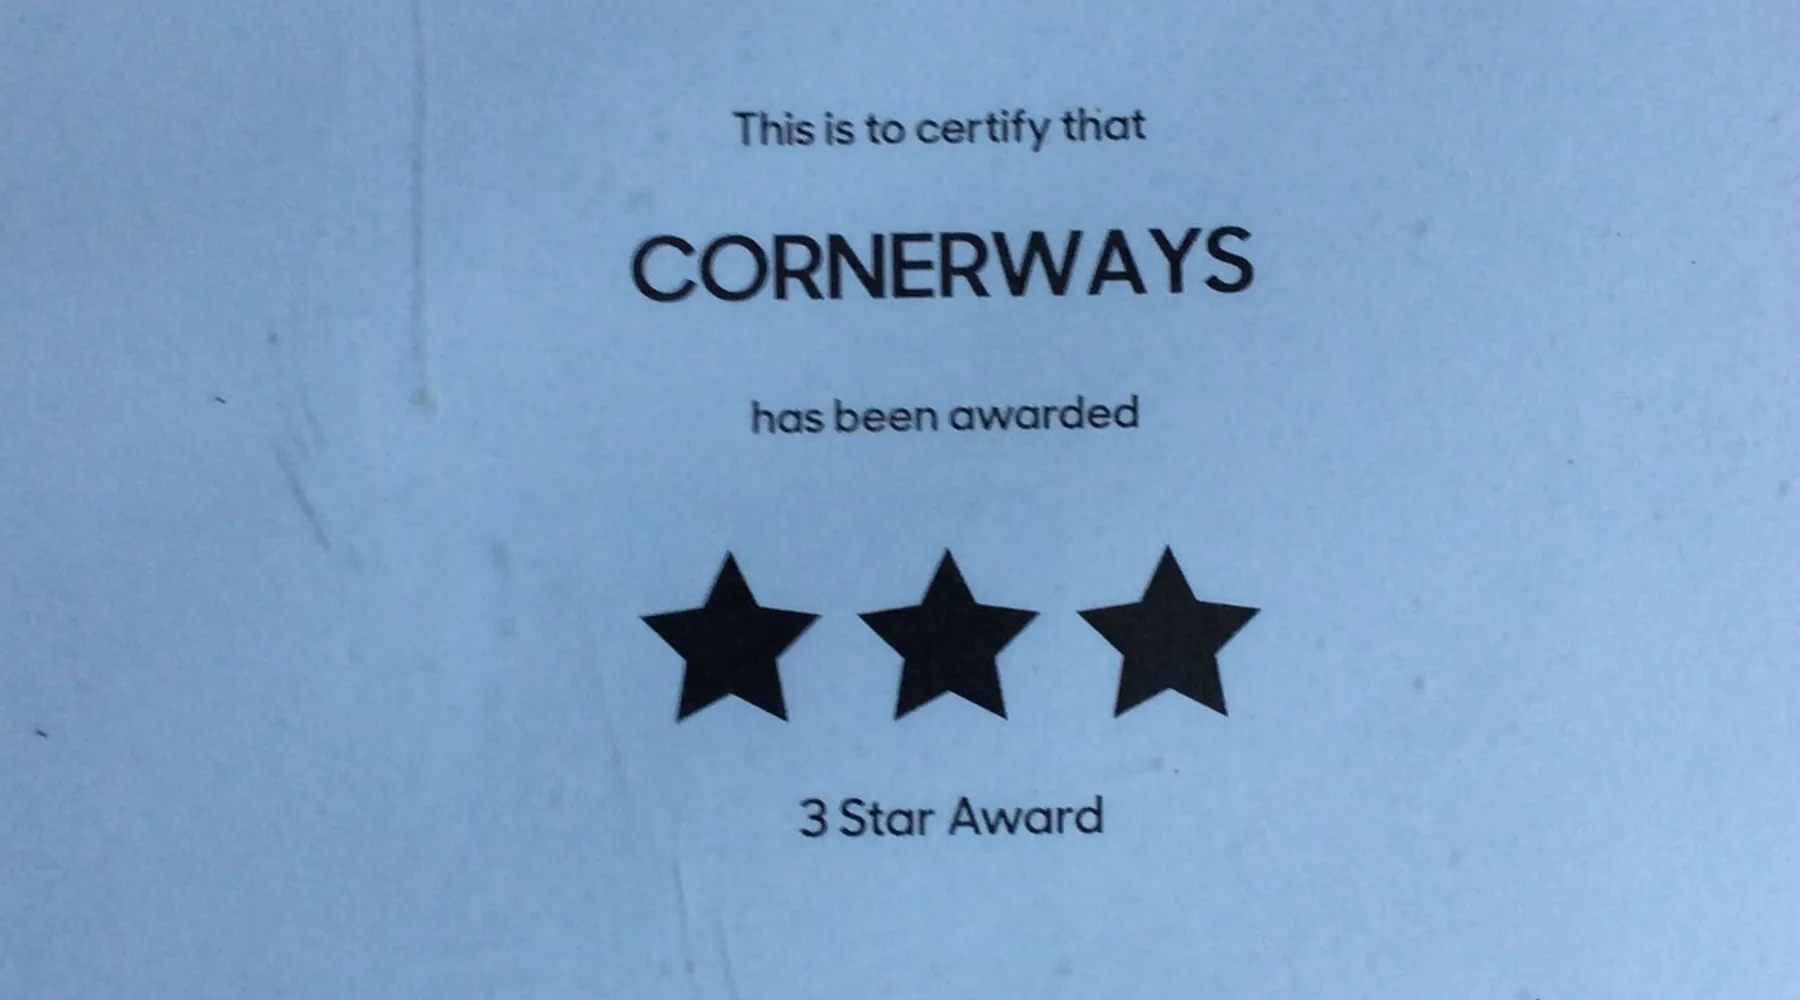 This is to certify that
CORNERWAYS
has been awarded
3 Star Award